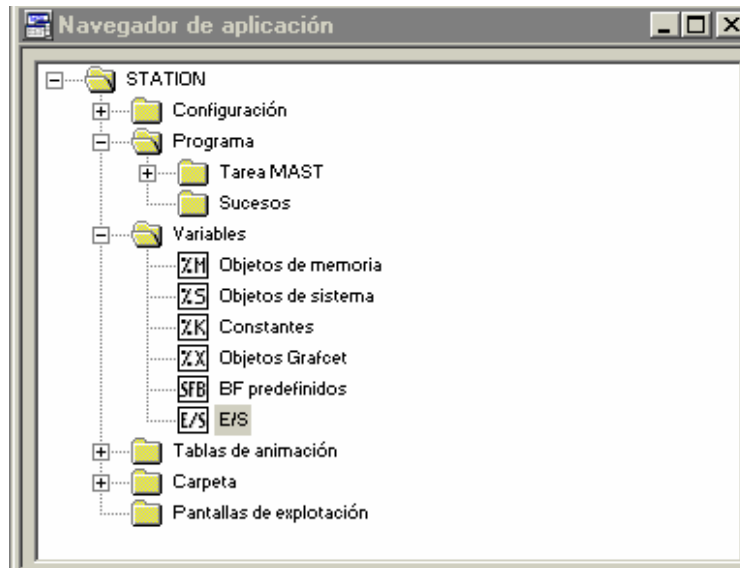 Navegador de aplicación
STATION
Configuración
Programa
Tarea MAST
Sucesos
Variables
%M Objetos de memoria
%S Objetos de sistema
%K Constantes
%X Objetos Grafcet
SFB BF predefinidos
E/S E/S
Tablas de animación
Carpeta
Pantallas de explotación